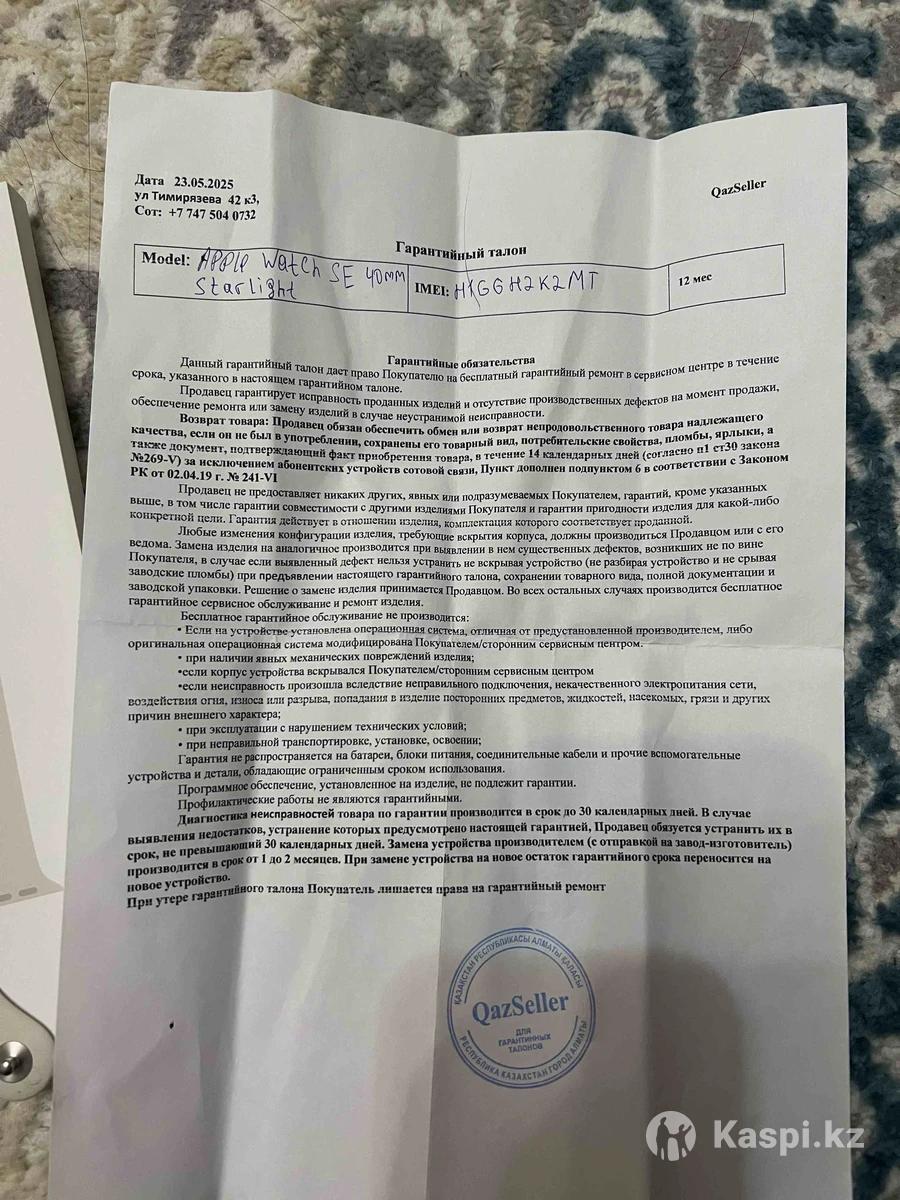 Дата 23.05.2025
ул Тимирязева 42 к3,
Сот: +7 747 504 0732
QazSeller
Гарантийный талон
Model: Apple Watch SE 40mm
Starlight
IMEI: HXGGH2K2MT
12 мес
Гарантийные обязательства
Данный гарантийный талон дает право Покупателю на бесплатный гарантийный ремонт в сервисном центре в течение
срока, указанного в настоящем гарантийном талоне.
Продавец гарантирует исправность проданных изделий и отсутствие производственных дефектов на момент продажи,
обеспечение ремонта или замену изделий в случае неустранимой неисправности.
Возврат товара: Продавец обязан обеспечить обмен или возврат непродовольственного товара надлежащего
качества, если он не был в употреблении, сохранены его товарный вид, потребительские свойства, пломбы, ярлыки, а
также документ, подтверждающий факт приобретения товара, в течение 14 календарных дней (согласно п1 ст30 закона
№269-V) за исключением абонентских устройств сотовой связи, Пункт дополнен подпунктом 6 в соответствии с Законом
РК от 02.04.19 г. № 241-VI
Продавец не предоставляет никаких других, явных или подразумеваемых Покупателем, гарантий, кроме указанных
выше, в том числе гарантии совместимости с другими изделиями Покупателя и гарантии пригодности изделия для какой-либо
конкретной цели. Гарантия действует в отношении изделия, комплектация которого соответствует проданной.
Любые изменения конфигурации изделия, требующие вскрытия корпуса, должны производиться Продавцом или с его
ведома. Замена изделия на аналогичное производится при выявлении в нем существенных дефектов, возникших не по вине
Покупателя, в случае если выявленный дефект нельзя устранить не вскрывая устройство (не разбирая устройство и не срывая
заводские пломбы) при предъявлении настоящего гарантийного талона, сохранении товарного вида, полной документации и
заводской упаковки. Решение о замене изделия принимается Продавцом. Во всех остальных случаях производится бесплатное
гарантийное сервисное обслуживание и ремонт изделия.
Бесплатное гарантийное обслуживание не производится:
• Если на устройстве установлена операционная система, отличная от предустановленной производителем, либо
оригинальная операционная система модифицирована Покупателем/сторонним сервисным центром.
• при наличии явных механических повреждений изделия;
•если корпус устройства вскрывался Покупателем/сторонним сервисным центром
•если неисправность произошла вследствие неправильного подключения, некачественного электропитания сети,
воздействия огня, износа или разрыва, попадания в изделие посторонних предметов, жидкостей, насекомых, грязи и других
причин внешнего характера;
• при эксплуатации с нарушением технических условий;
• при неправильной транспортировке, установке, освоении;
Гарантия не распространяется на батареи, блоки питания, соединительные кабели и прочие вспомогательные
устройства и детали, обладающие ограниченным сроком использования.
Программное обеспечение, установленное на изделие, не подлежит гарантии.
Профилактические работы не являются гарантийными.
Диагностика неисправностей товара по гарантии производится в срок до 30 календарных дней. В случае
выявления недостатков, устранение которых предусмотрено настоящей гарантией, Продавец обязуется устранить их в
срок, не превышающий 30 календарных дней. Замена устройства производителем (с отправкой на завод-изготовитель)
производится в срок от 1 до 2 месяцев. При замене устройства на новое остаток гарантийного срока переносится на
новое устройство.
При утере гарантийного талона Покупатель лишается права на гарантийный ремонт
ҚАЗАҚСТАН РЕСПУБЛИКАСЫ АЛМАТЫ ҚАЛАСЫ
QazSeller
ДЛЯ
ГАРАНТИЙНЫХ
ТАЛОНОВ
РЕСПУБЛИКА КАЗАХСТАН ГОРОД АЛМАТЫ
Kaspi.kz